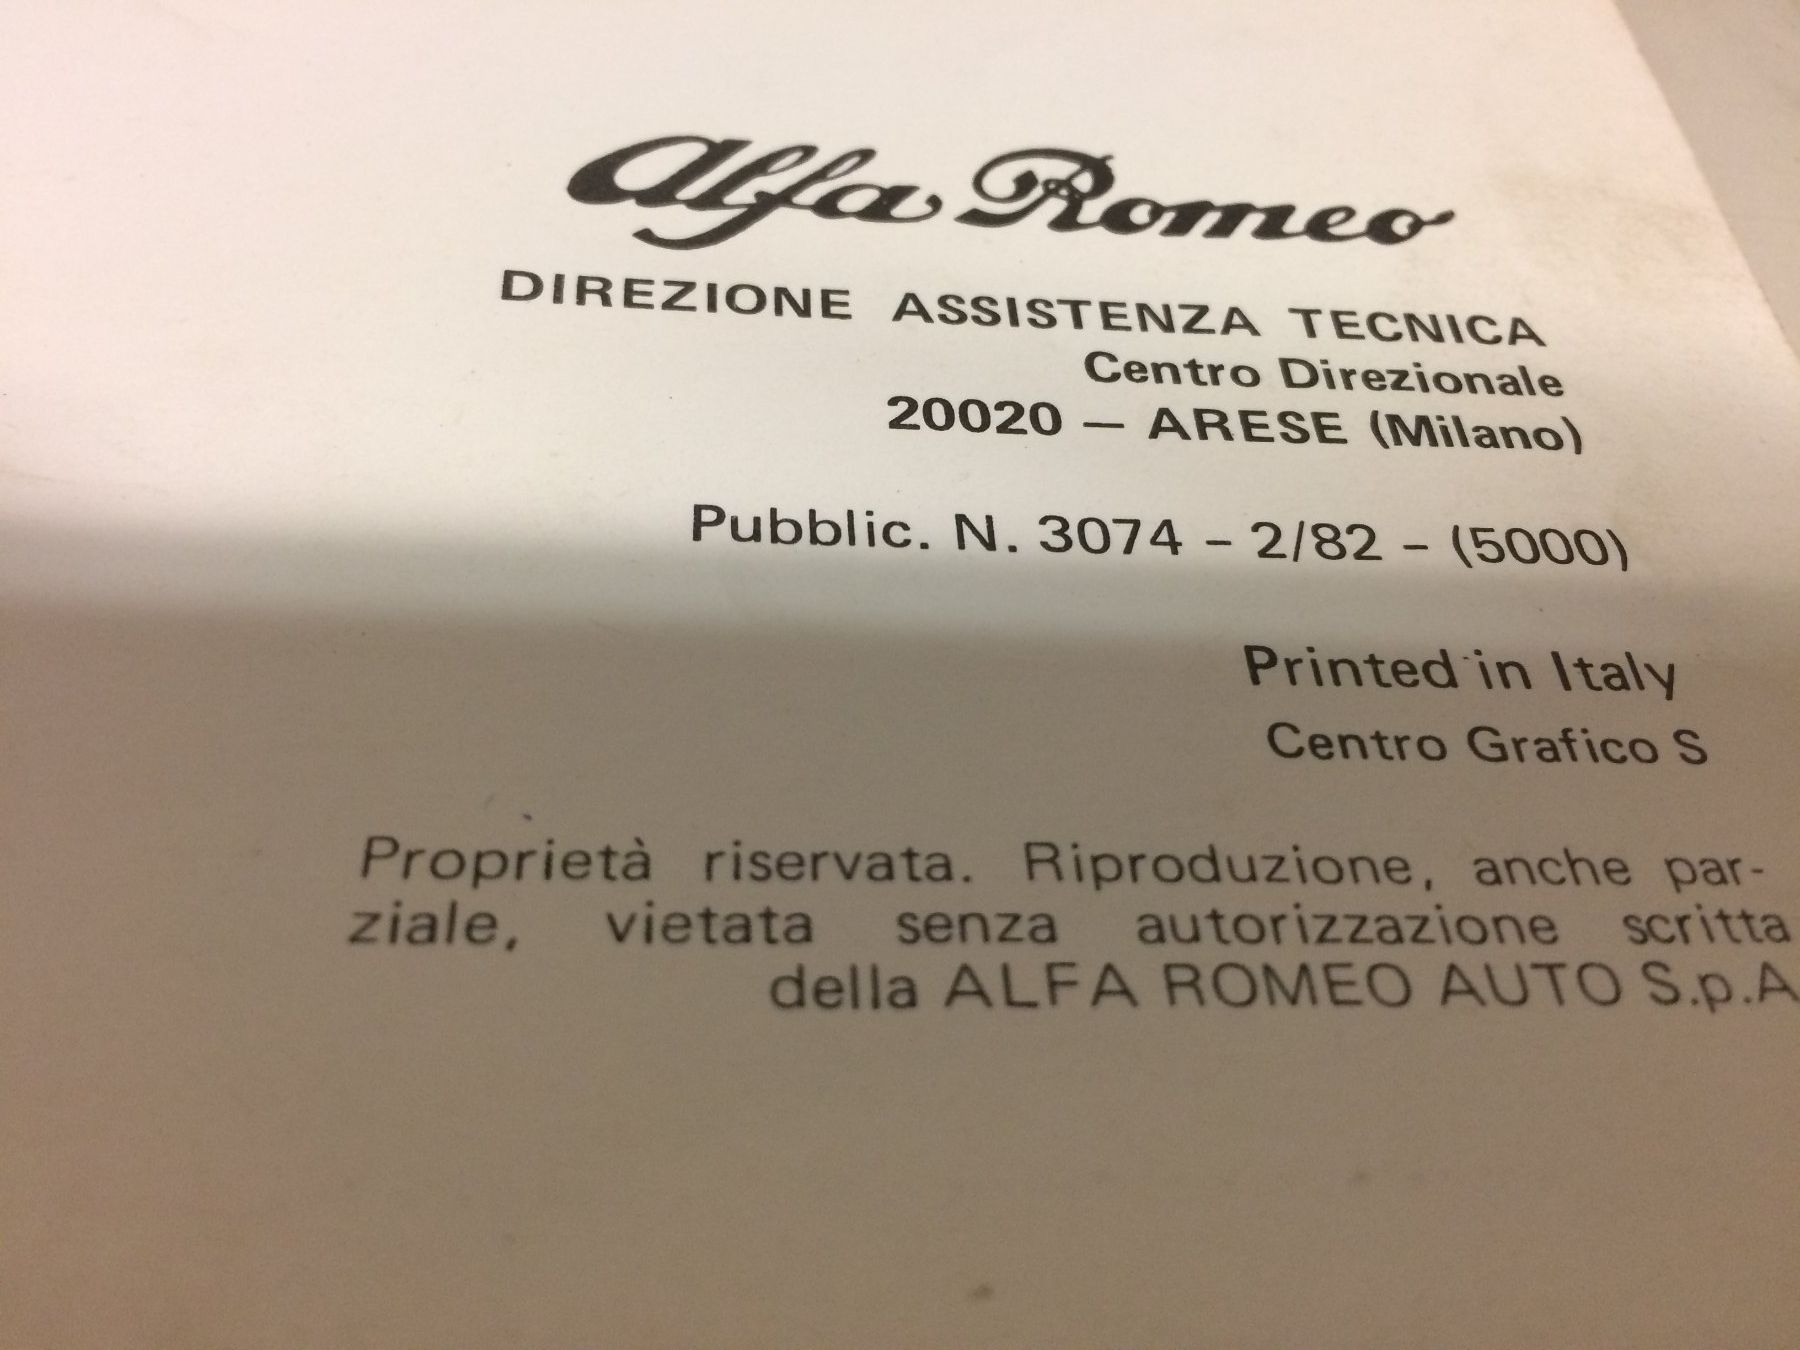 Alfa Romeo
DIREZIONE ASSISTENZA TECNICA
Centro Direzionale
20020 — ARESE (Milano)
Pubblic. N. 3074 – 2/82 – (5000)
Printed in Italy
Centro Grafico S
Proprietà riservata. Riproduzione, anche par-
ziale, vietata senza autorizzazione scritta
della ALFA ROMEO AUTO S.p.A